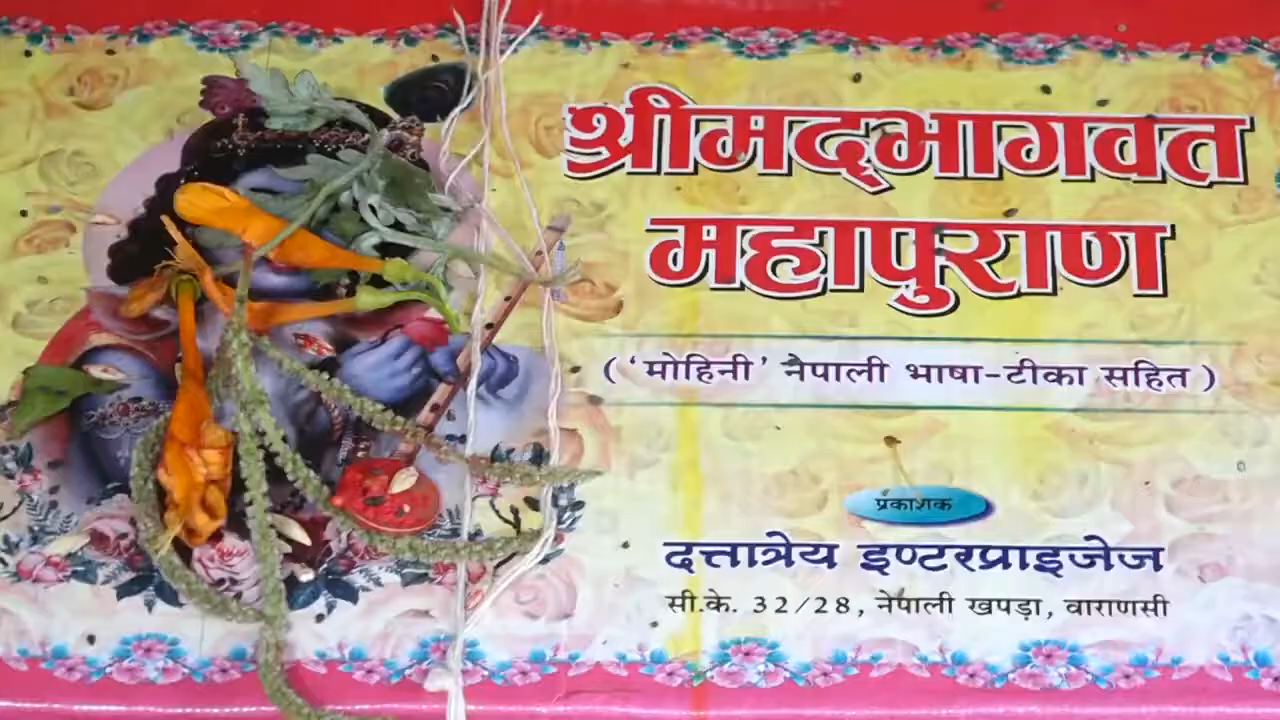 श्रीमद्भागवत
महापुराण
( ‘मोहिनी’ नेपाली भाषा-टीका सहित )
प्रकाशक
दत्तात्रेय इण्टरप्राइजेज
सी.के. 32/28, नेपाली खपड़ा, वाराणसी